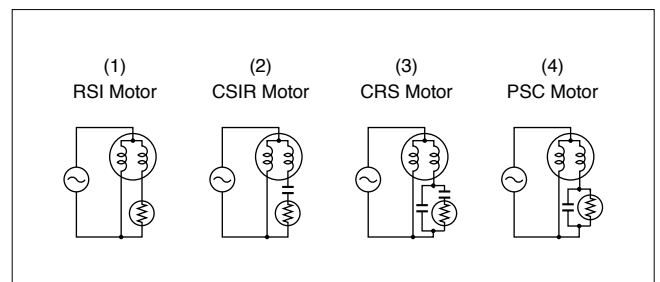 (1)
RSI Motor
(2)
CSIR Motor
(3)
CRS Motor
(4)
PSC Motor